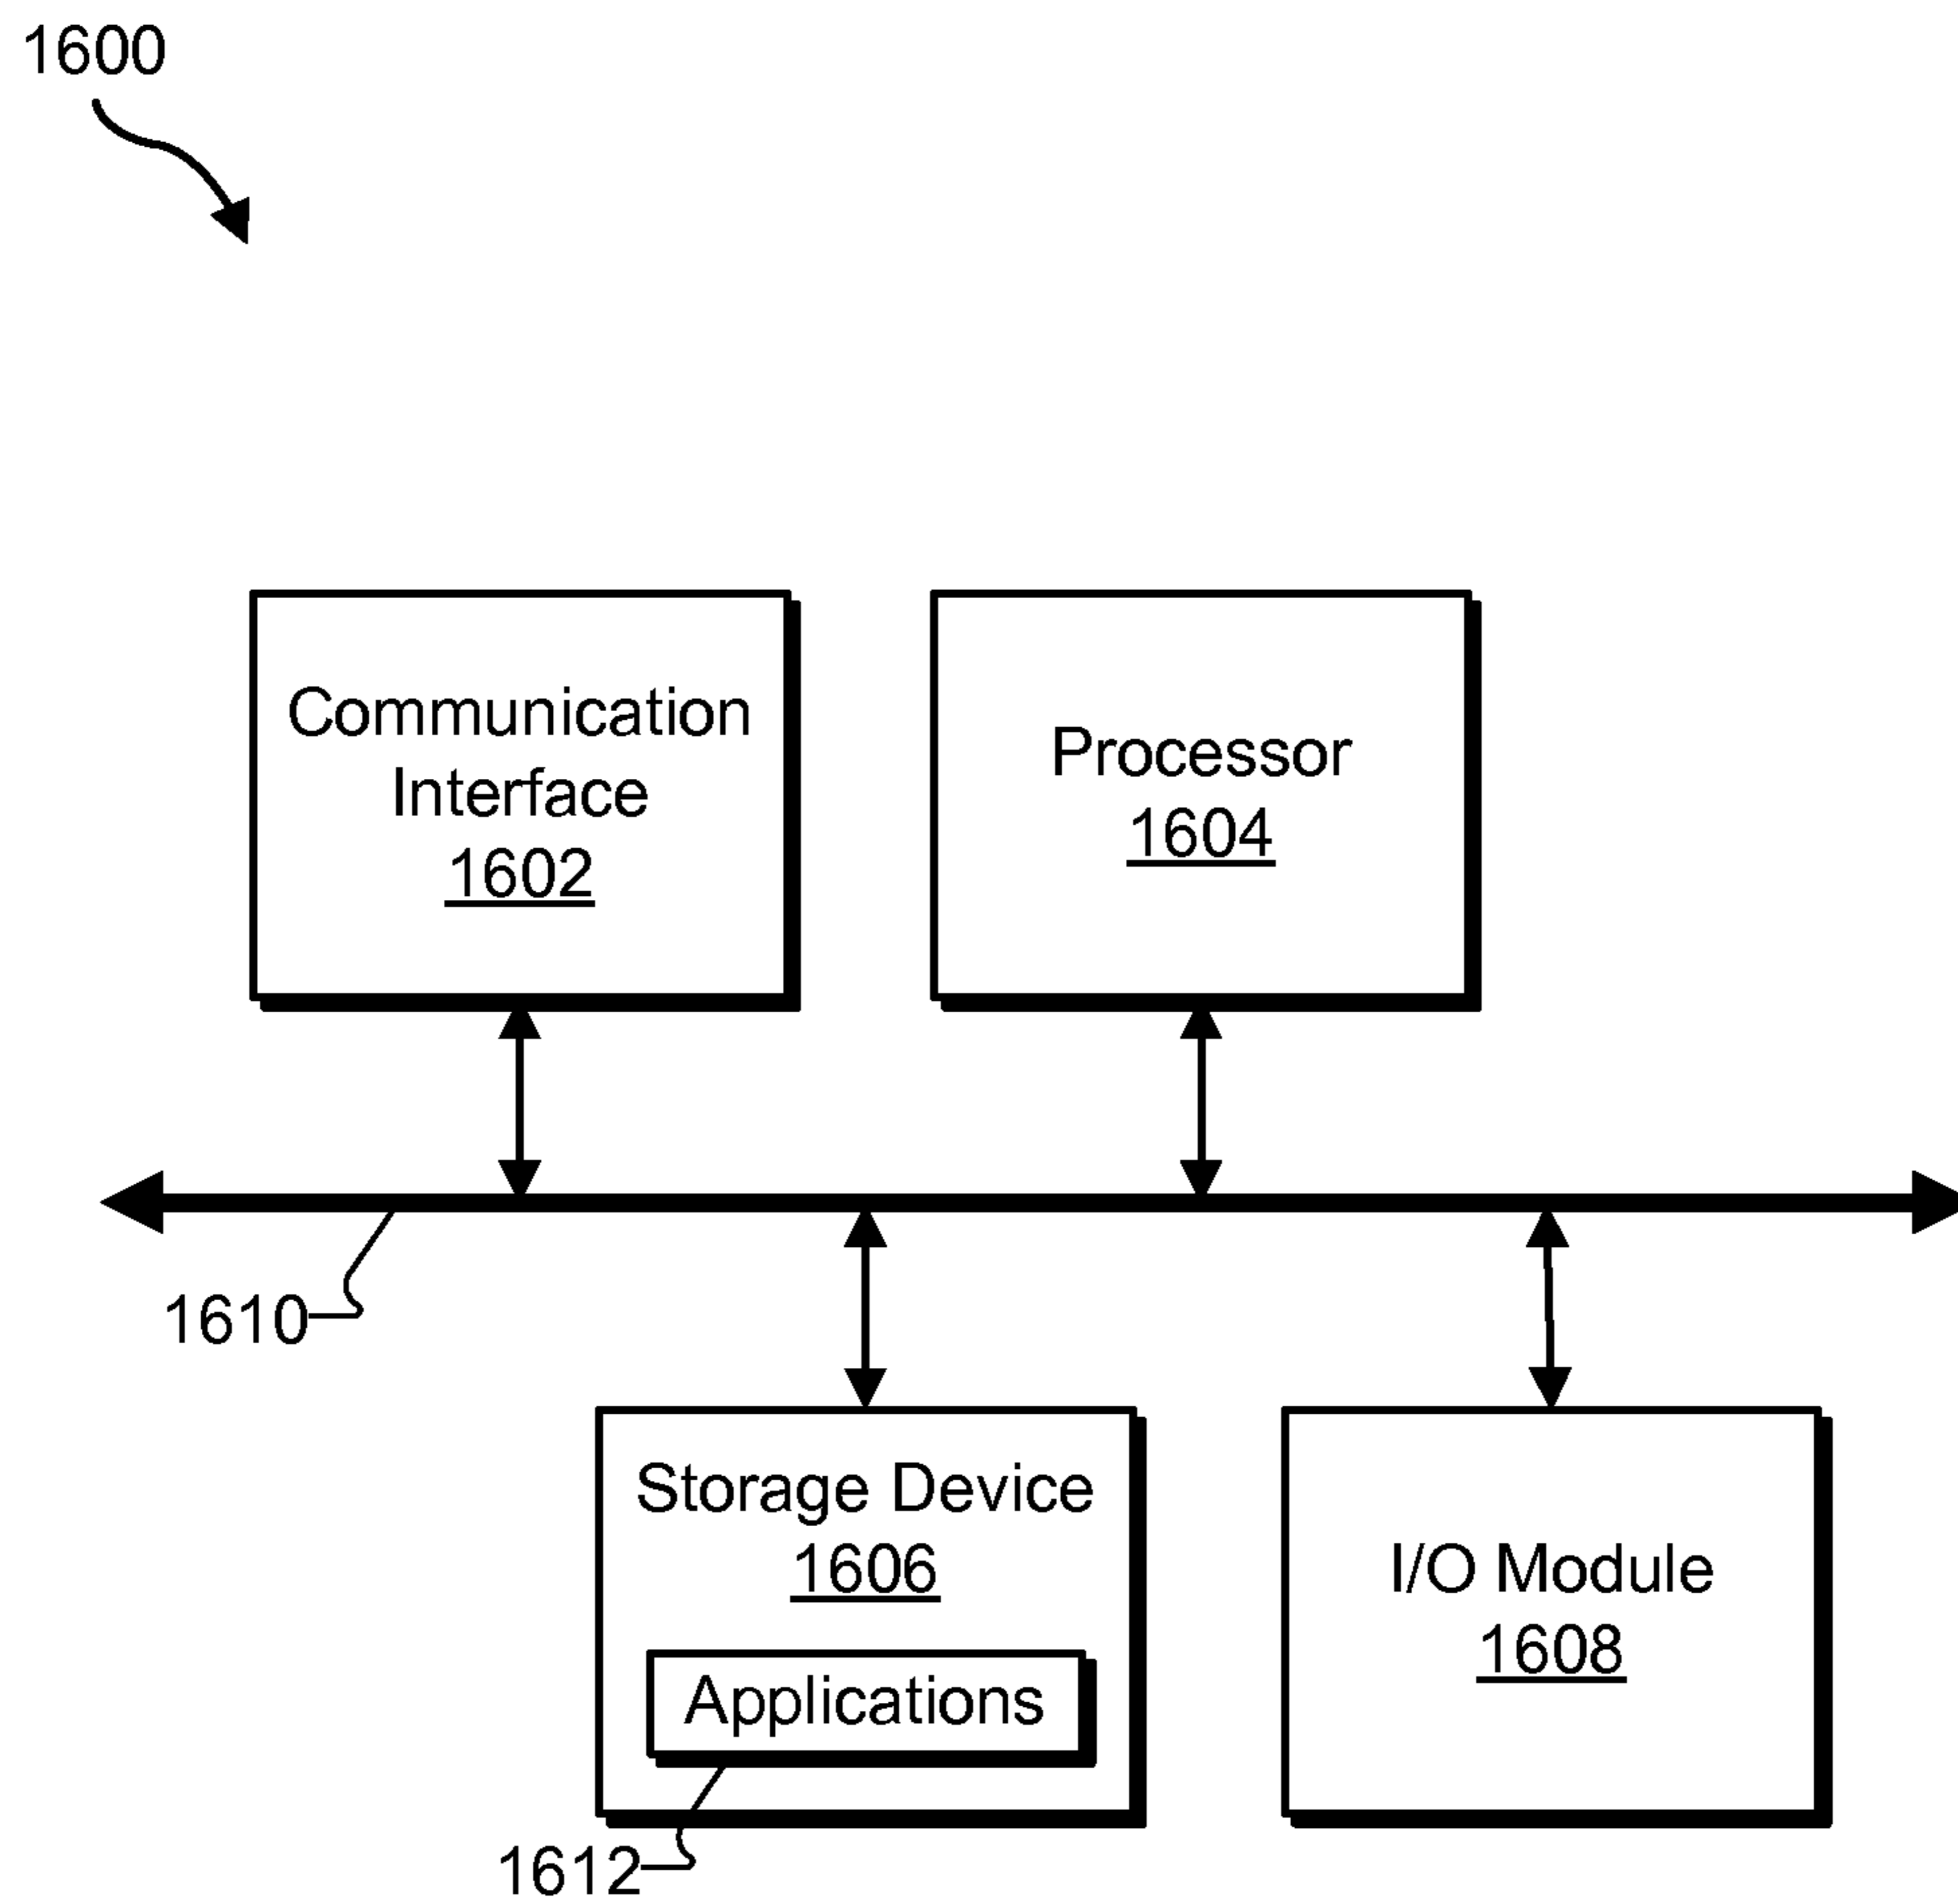 1600
Communication
Interface
1602
Processor
1604
1610
Storage Device
1606
Applications
1612
I/O Module
1608